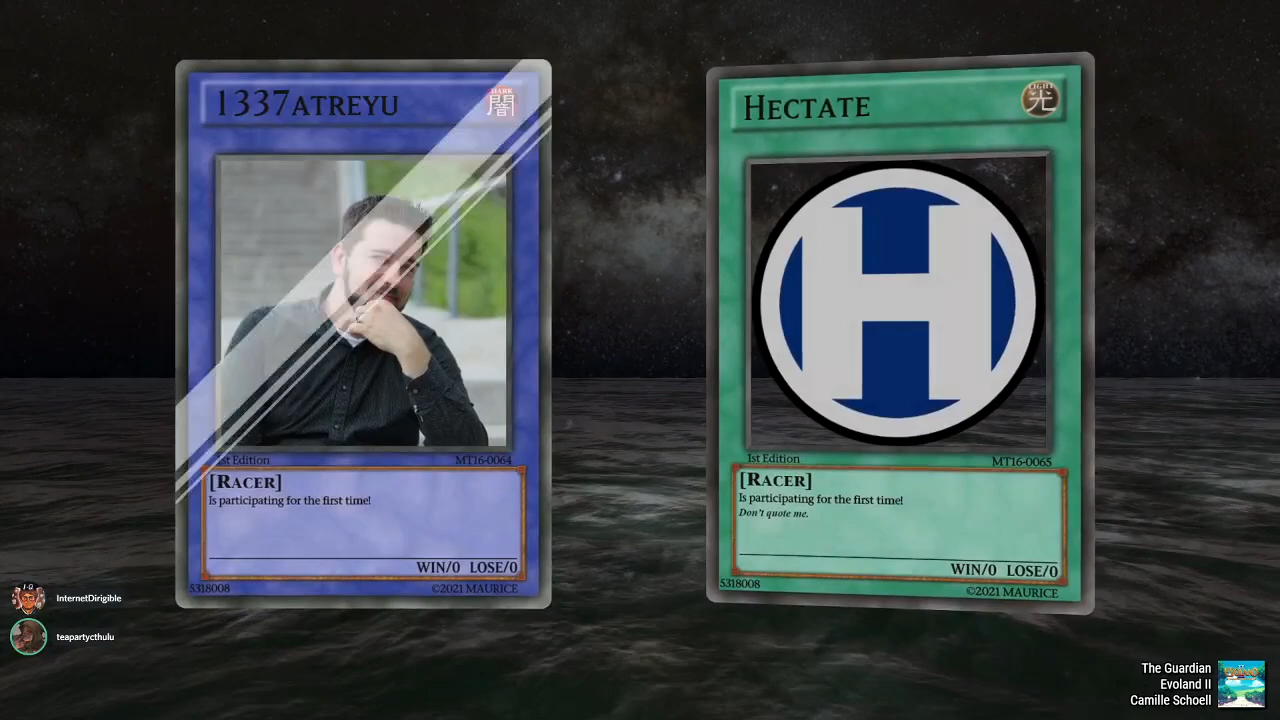 1337ATREYU
DARK
闇
1st Edition
MT16-0064
[RACER]
Is participating for the first time!
WIN/0 LOSE/0
5318008
©2021 MAURICE
HECTATE
LIGHT
光
H
1st Edition
MT16-0065
[RACER]
Is participating for the first time!
Don't quote me.
WIN/0 LOSE/0
5318008
©2021 MAURICE
1-0
InternetDirigible
teapartycthulu
The Guardian
Evoland II
Camille Schoell